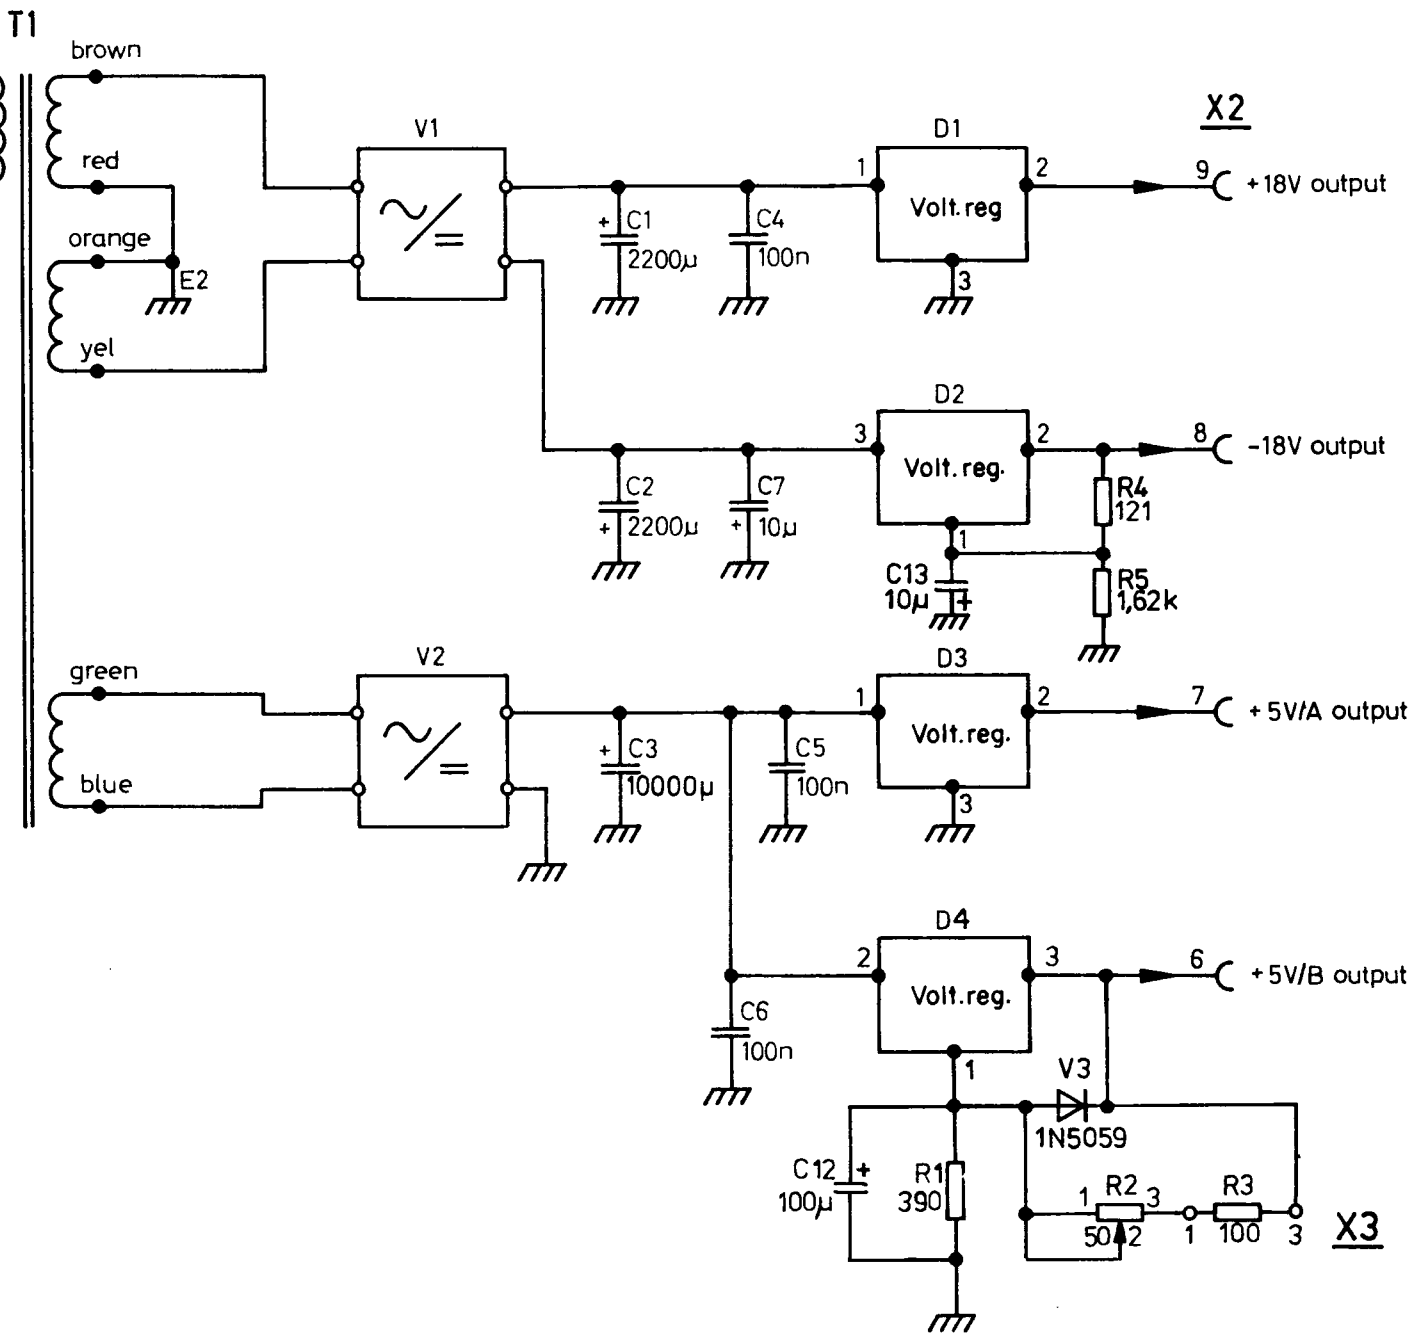 T1
brown
red
orange
E2
yel
V1
+ C1
2200µ
C4
100n
D1
1
Volt.reg
2
3
X2
9
+18V output
C2
+ 2200µ
C7
+ 10µ
D2
3
Volt.reg.
2
1
C13
10µ +
R4
121
R5
1,62k
8
-18V output
green
blue
V2
+ C3
10000µ
C5
100n
D3
1
Volt.reg.
2
3
7
+5V/A output
C6
100n
D4
2
Volt.reg.
3
1
6
+5V/B output
V3
1N5059
C12 +
100µ
R1
390
1
R2
3
50
2
1
R3
100
3
X3